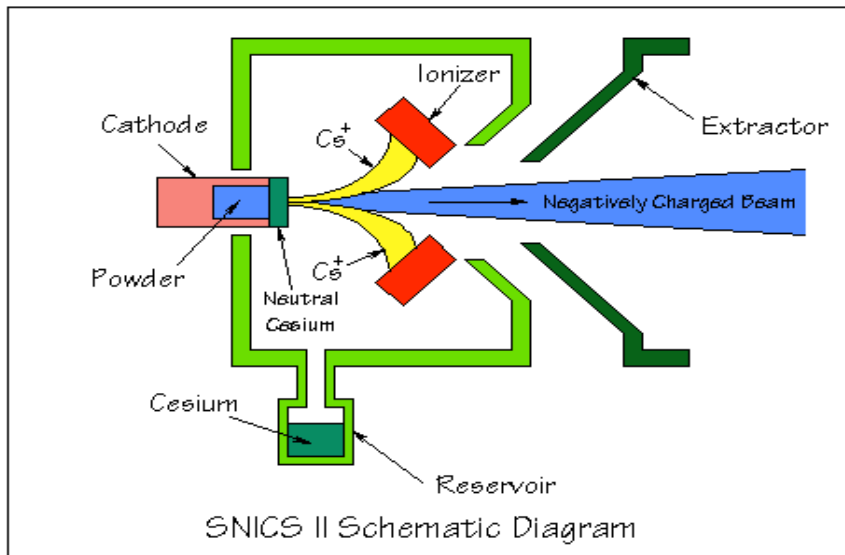 Ionizer
Cs+
Cathode
Extractor
Negatively Charged Beam
Powder
Cs+
Neutral
Cesium
Cesium
Reservoir
SNICS II Schematic Diagram